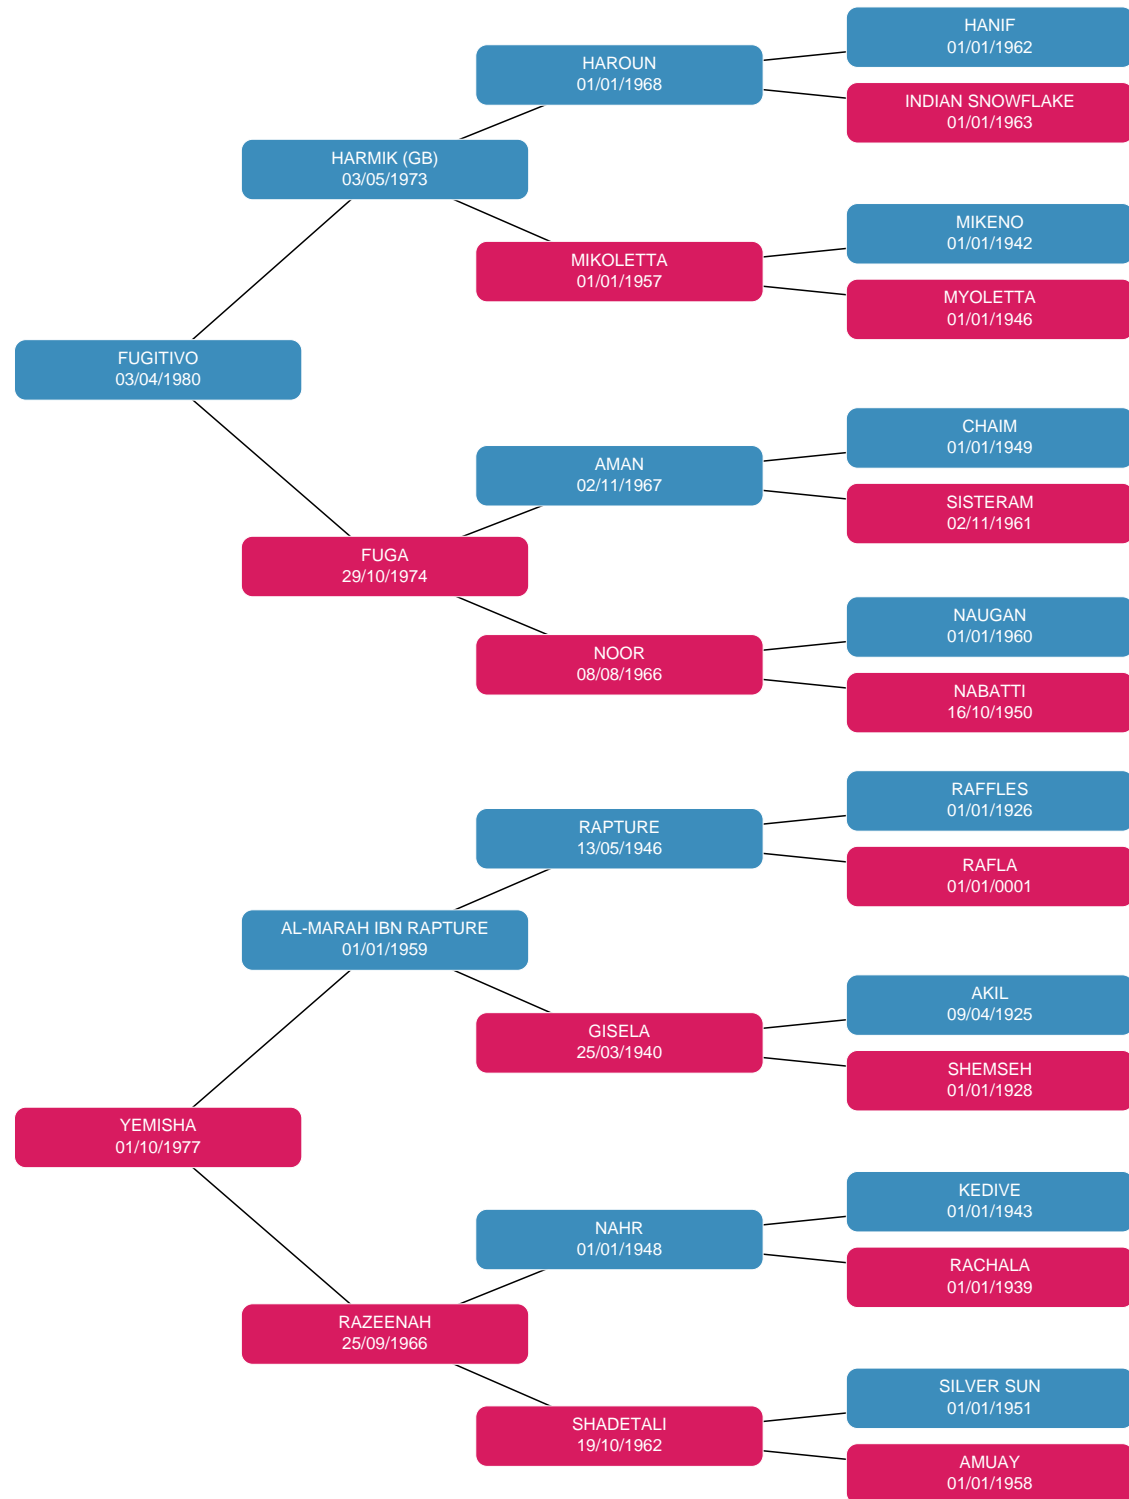 HANIF
01/01/1962
HAROUN
01/01/1968
INDIAN SNOWFLAKE
01/01/1963
HARMIK (GB)
03/05/1973
MIKENO
01/01/1942
MIKOLETTA
01/01/1957
MYOLETTA
01/01/1946
FUGITIVO
03/04/1980
CHAIM
01/01/1949
AMAN
02/11/1967
SISTERAM
02/11/1961
FUGA
29/10/1974
NAUGAN
01/01/1960
NOOR
08/08/1966
NABATTI
16/10/1950
RAFFLES
01/01/1926
RAPTURE
13/05/1946
RAFLA
01/01/0001
AL-MARAH IBN RAPTURE
01/01/1959
AKIL
09/04/1925
GISELA
25/03/1940
SHEMSEH
01/01/1928
YEMISHA
01/10/1977
KEDIVE
01/01/1943
NAHR
01/01/1948
RACHALA
01/01/1939
RAZEENAH
25/09/1966
SILVER SUN
01/01/1951
SHADETALI
19/10/1962
AMUAY
01/01/1958